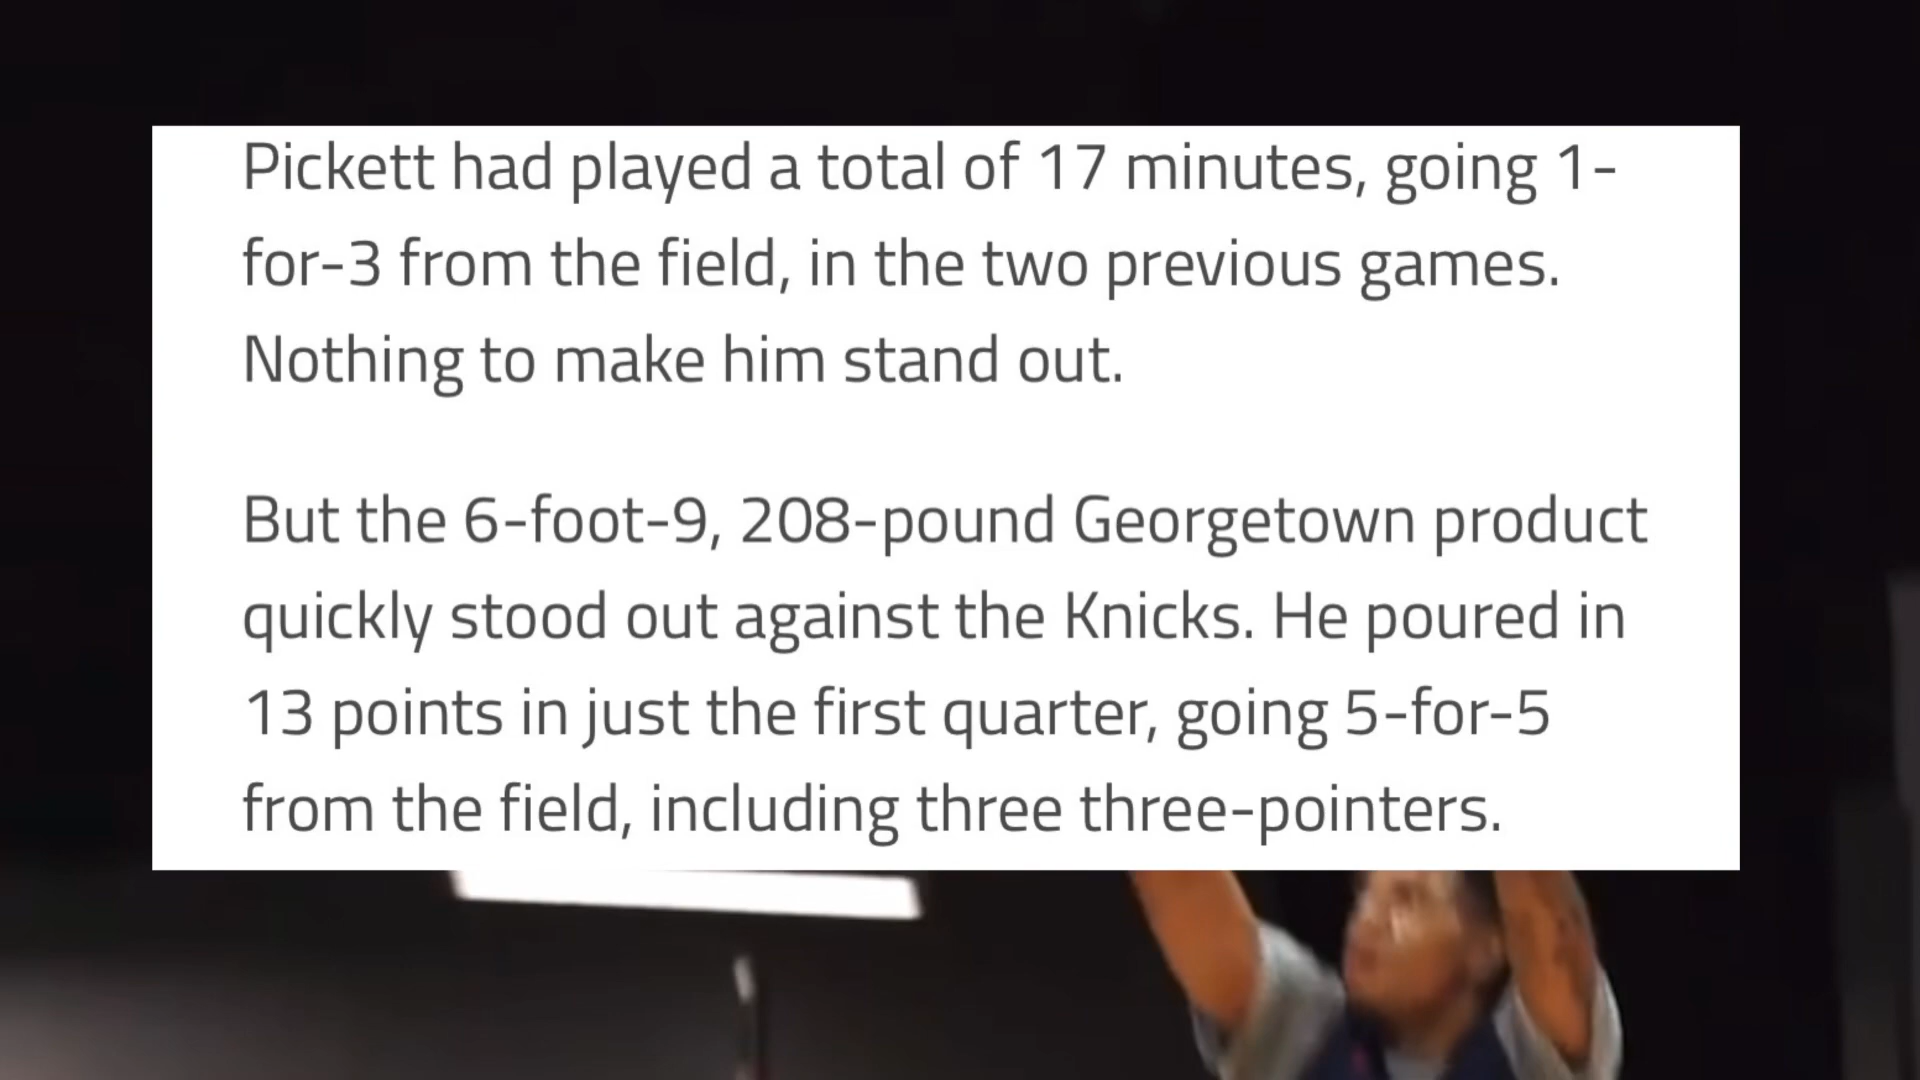 Pickett had played a total of 17 minutes, going 1-
for-3 from the field, in the two previous games.
Nothing to make him stand out.
But the 6-foot-9, 208-pound Georgetown product
quickly stood out against the Knicks. He poured in
13 points in just the first quarter, going 5-for-5
from the field, including three three-pointers.